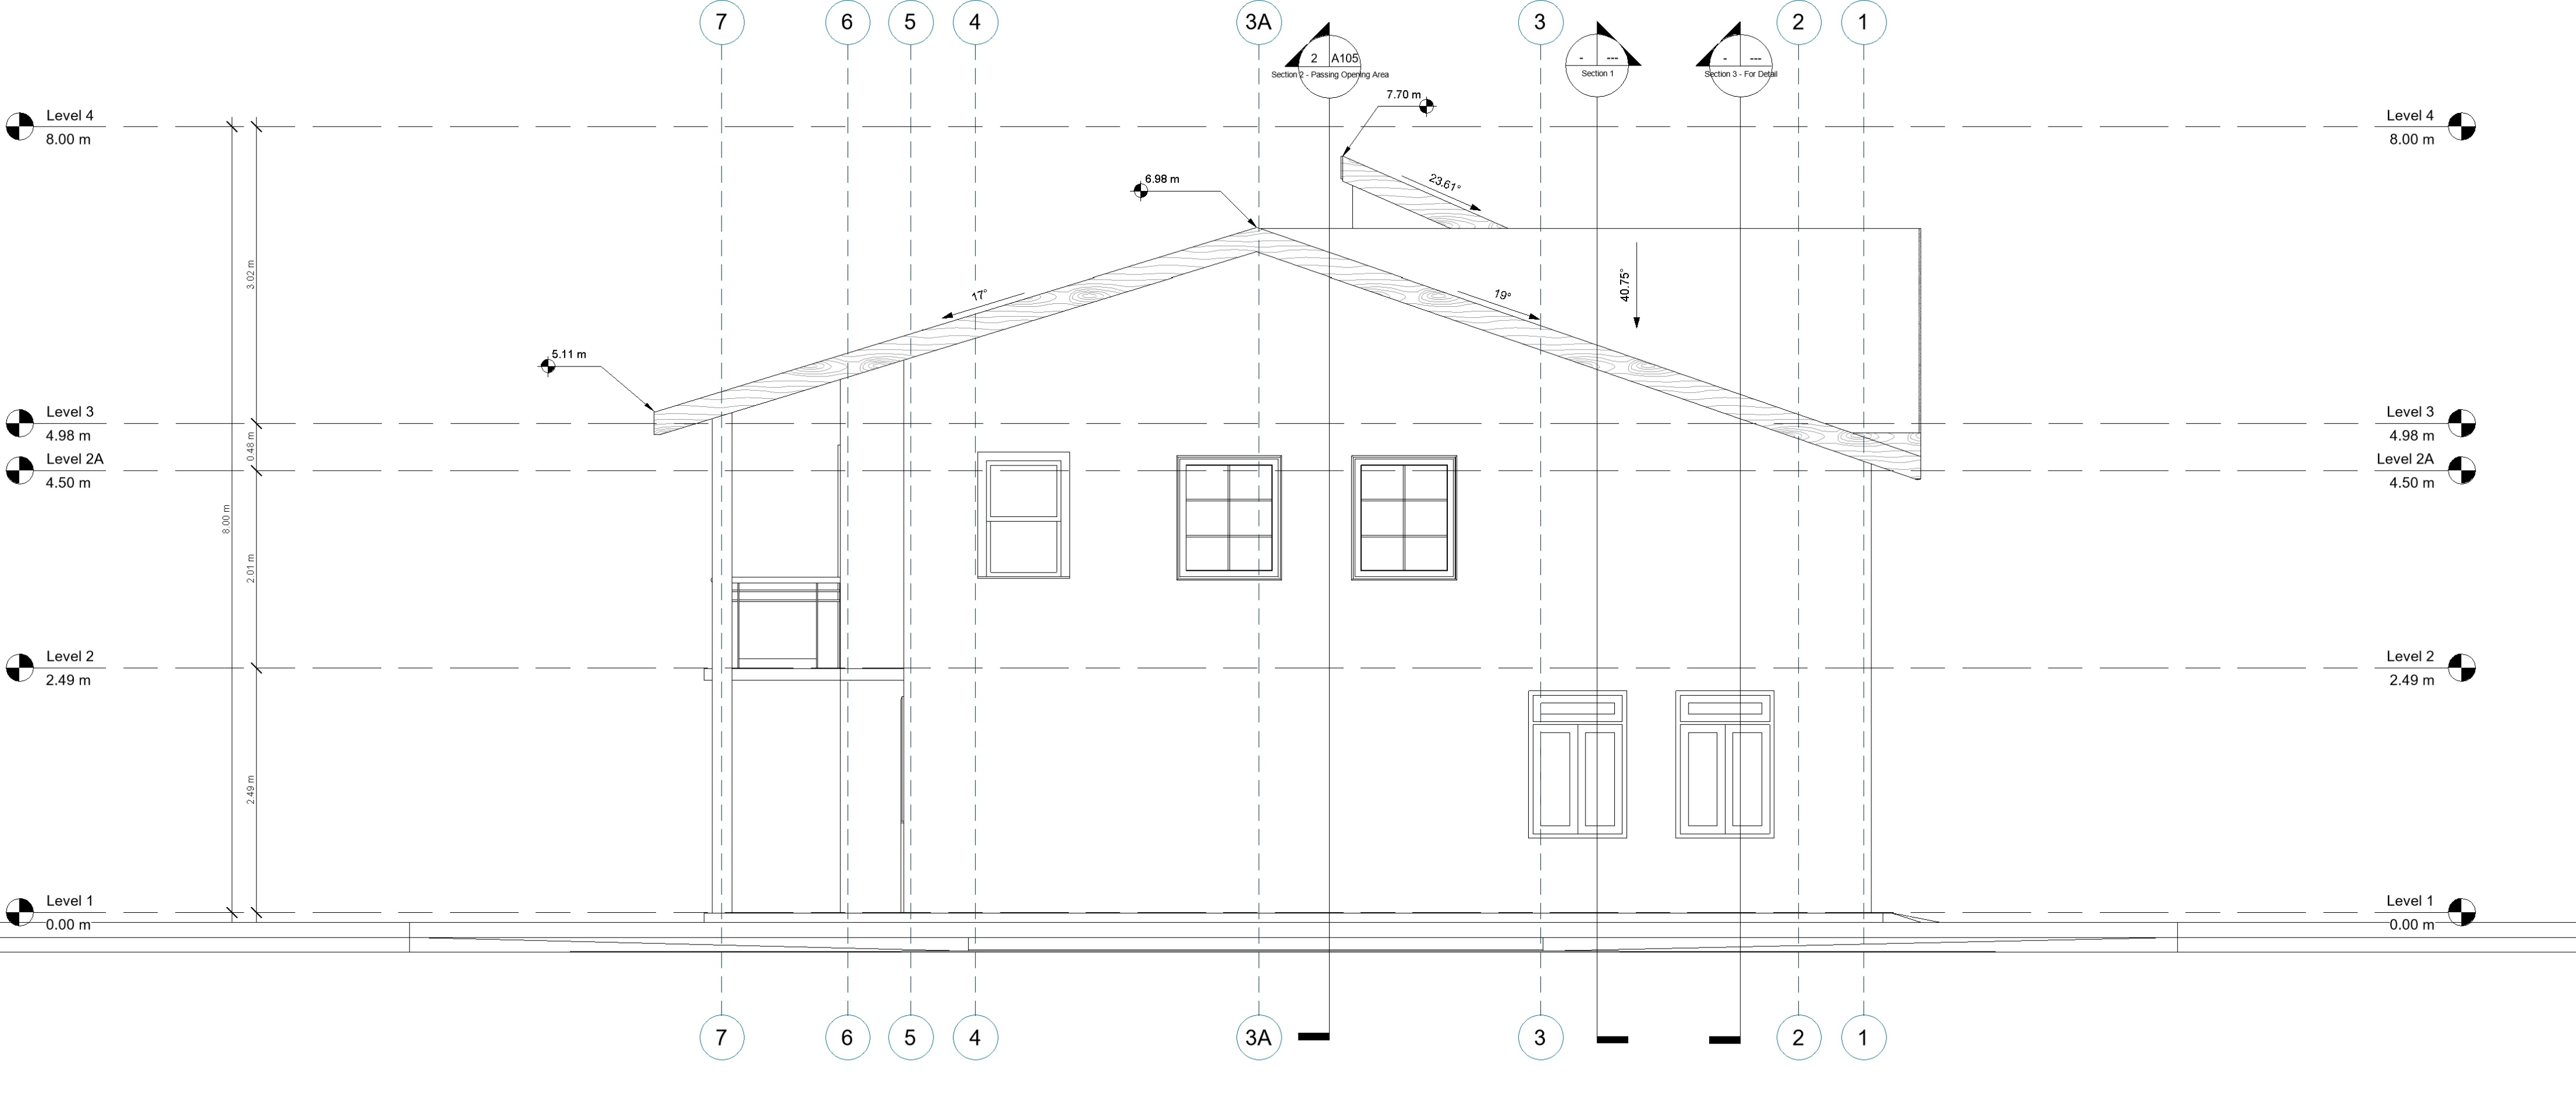 7
6
5
4
3A
3
2
1
2 A105
Section 2 - Passing Opening Area
- ---
Section 1
- ---
Section 3 - For Detail
7.70 m
Level 4
8.00 m
Level 4
8.00 m
6.98 m
23.61°
3.02 m
17°
19°
40.75°
5.11 m
Level 3
4.98 m
Level 3
4.98 m
0.48 m
Level 2A
4.50 m
Level 2A
4.50 m
8.00 m
2.01 m
Level 2
2.49 m
Level 2
2.49 m
2.49 m
Level 1
0.00 m
Level 1
0.00 m
7
6
5
4
3A
3
2
1